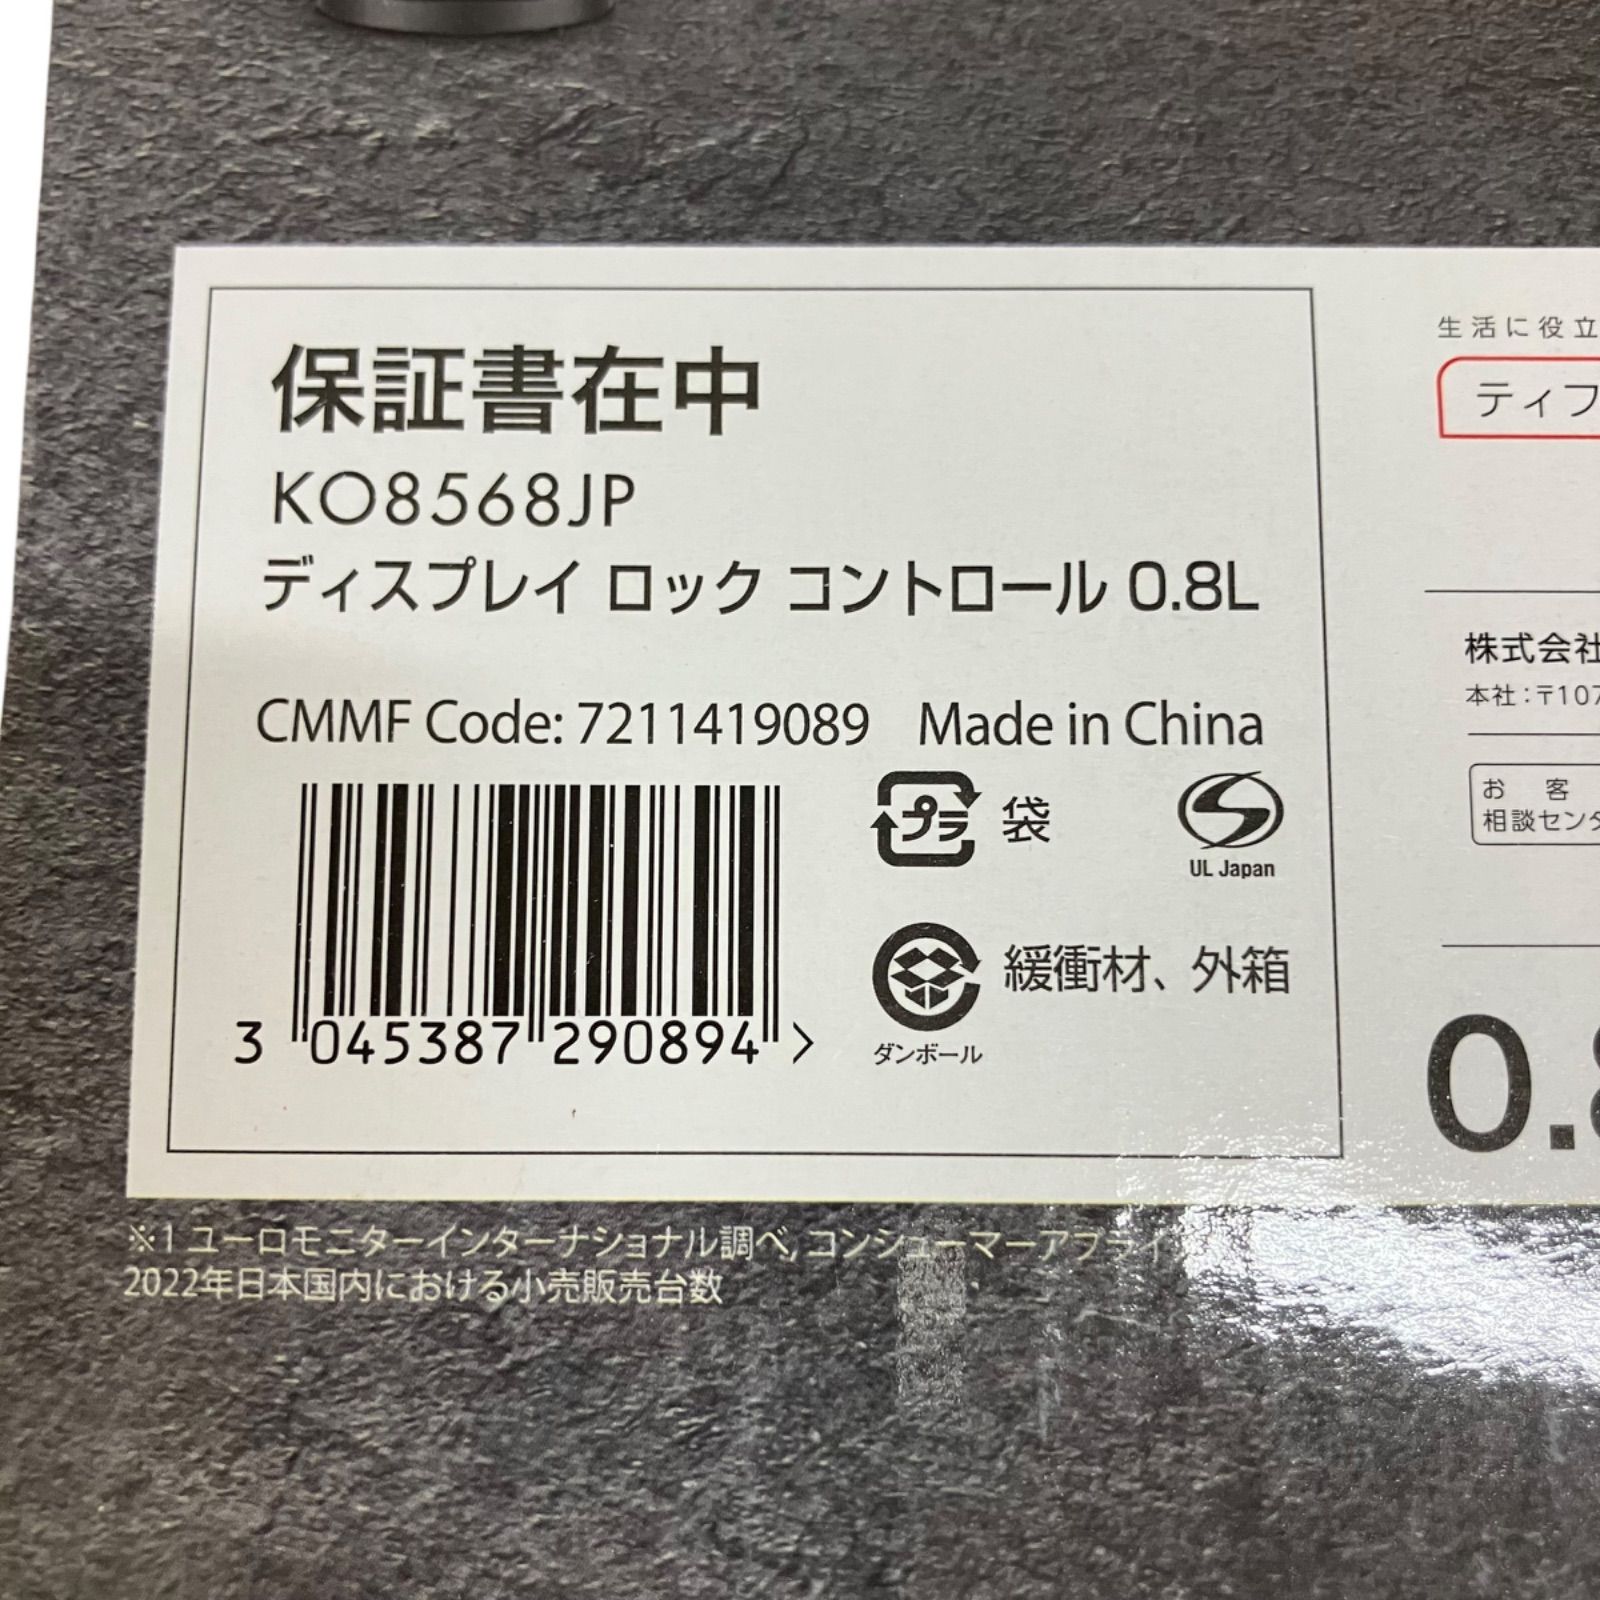 保証書在中
KO8568JP
ディスプレイ ロック コントロール 0.8L
CMMF Code: 7211419089 Made in China
プラ 袋
UL Japan
緩衝材、外箱
ダンボール
3 045387 290894 >
生活に役立
ティフ
株式会社
本社:〒107
お客
相談センタ
0.8
※1 ユーロモニターインターナショナル調べ, コンシューマーアプライ
2022年日本国内における小売販売台数